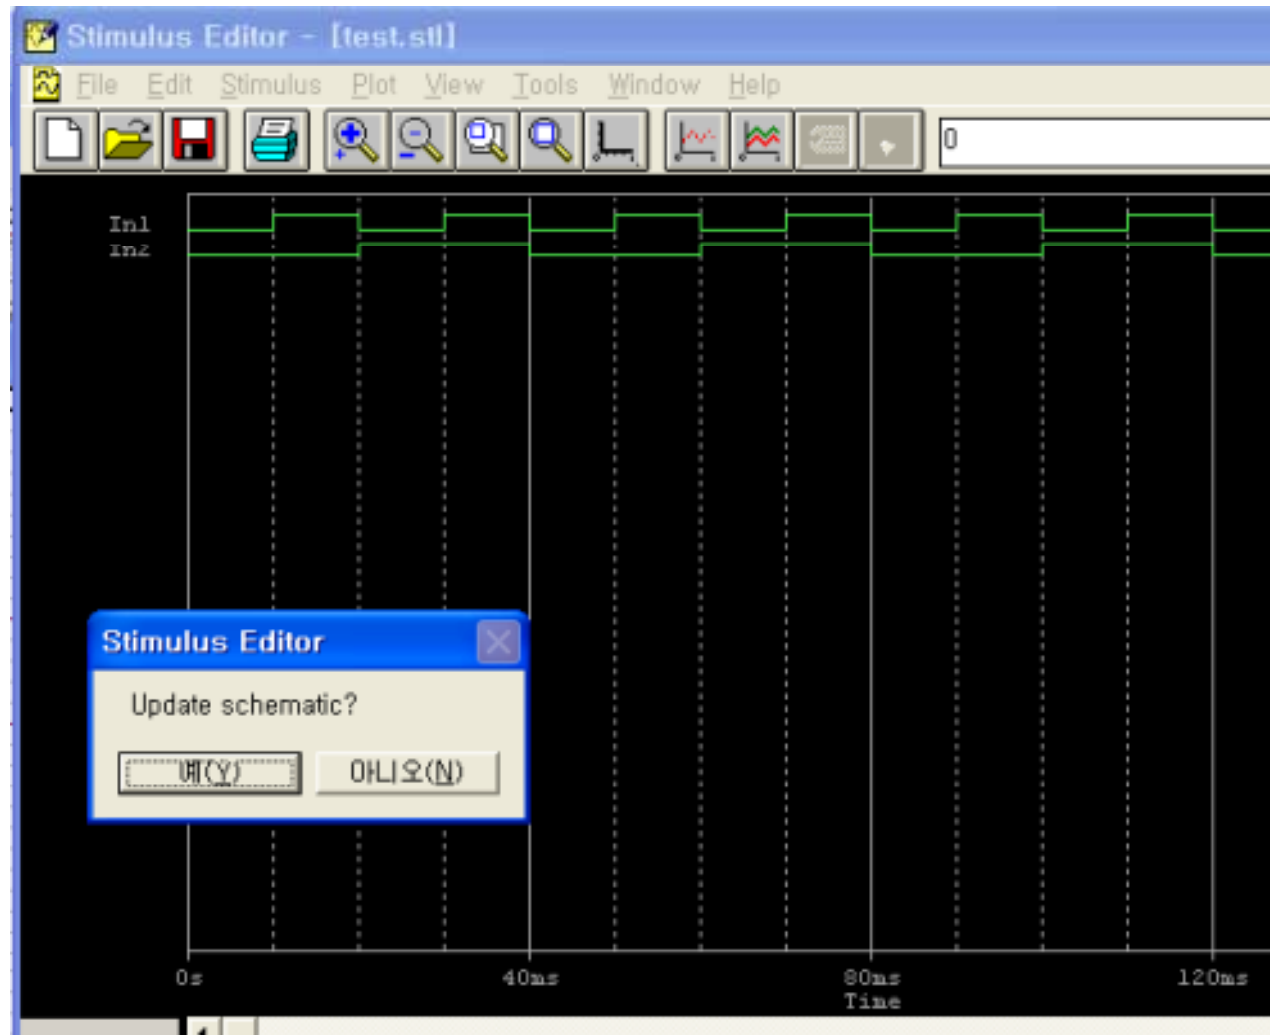 Stimulus Editor - [test.stl]
File Edit Stimulus Plot View Tools Window Help
0
In1
In2
Stimulus Editor
Update schematic?
예(Y) 아니오(N)
0s 40ms 80ms 120ms
Time